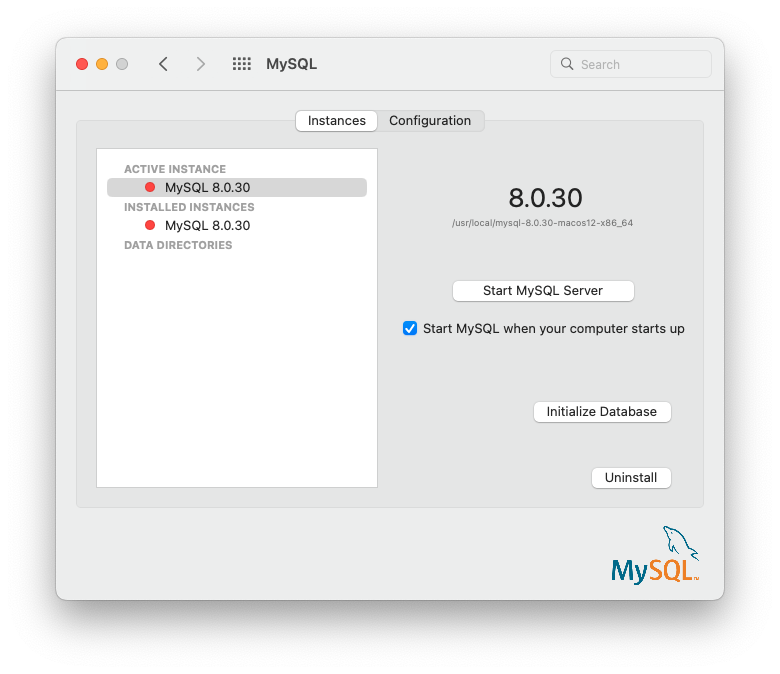 MySQL
Search
Instances
Configuration
ACTIVE INSTANCE
MySQL 8.0.30
INSTALLED INSTANCES
MySQL 8.0.30
DATA DIRECTORIES
8.0.30
/usr/local/mysql-8.0.30-macos12-x86_64
Start MySQL Server
Start MySQL when your computer starts up
Initialize Database
Uninstall
MySQL™